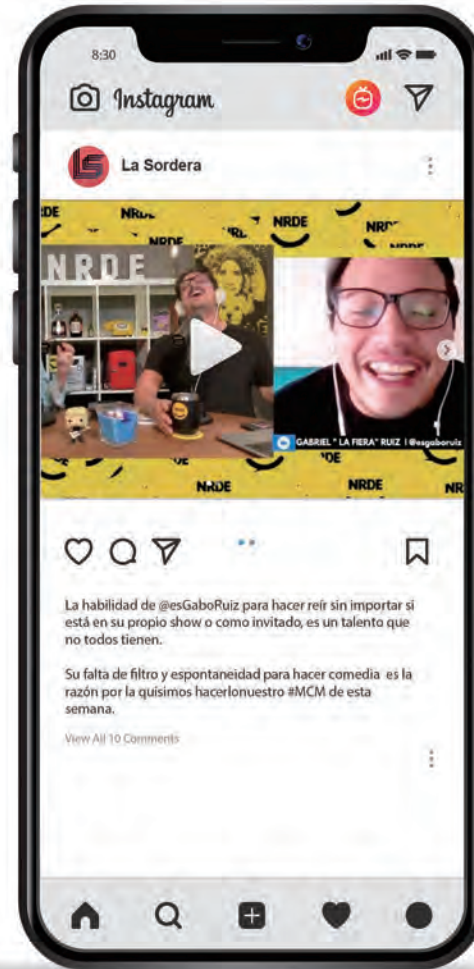 8:30
Instagram
LS La Sordera
NRDE
NRDE
NRDE
NRDE
GABRIEL " LA FIERA" RUIZ | @esgaboruiz
NRDE
La habilidad de @esGaboRuiz para hacer reír sin importar si
está en su propio show o como invitado, es un talento que
no todos tienen.
Su falta de filtro y espontaneidad para hacer comedia es la
razón por la quísimos hacerlonuestro #MCM de esta
semana.
View All 10 Comments